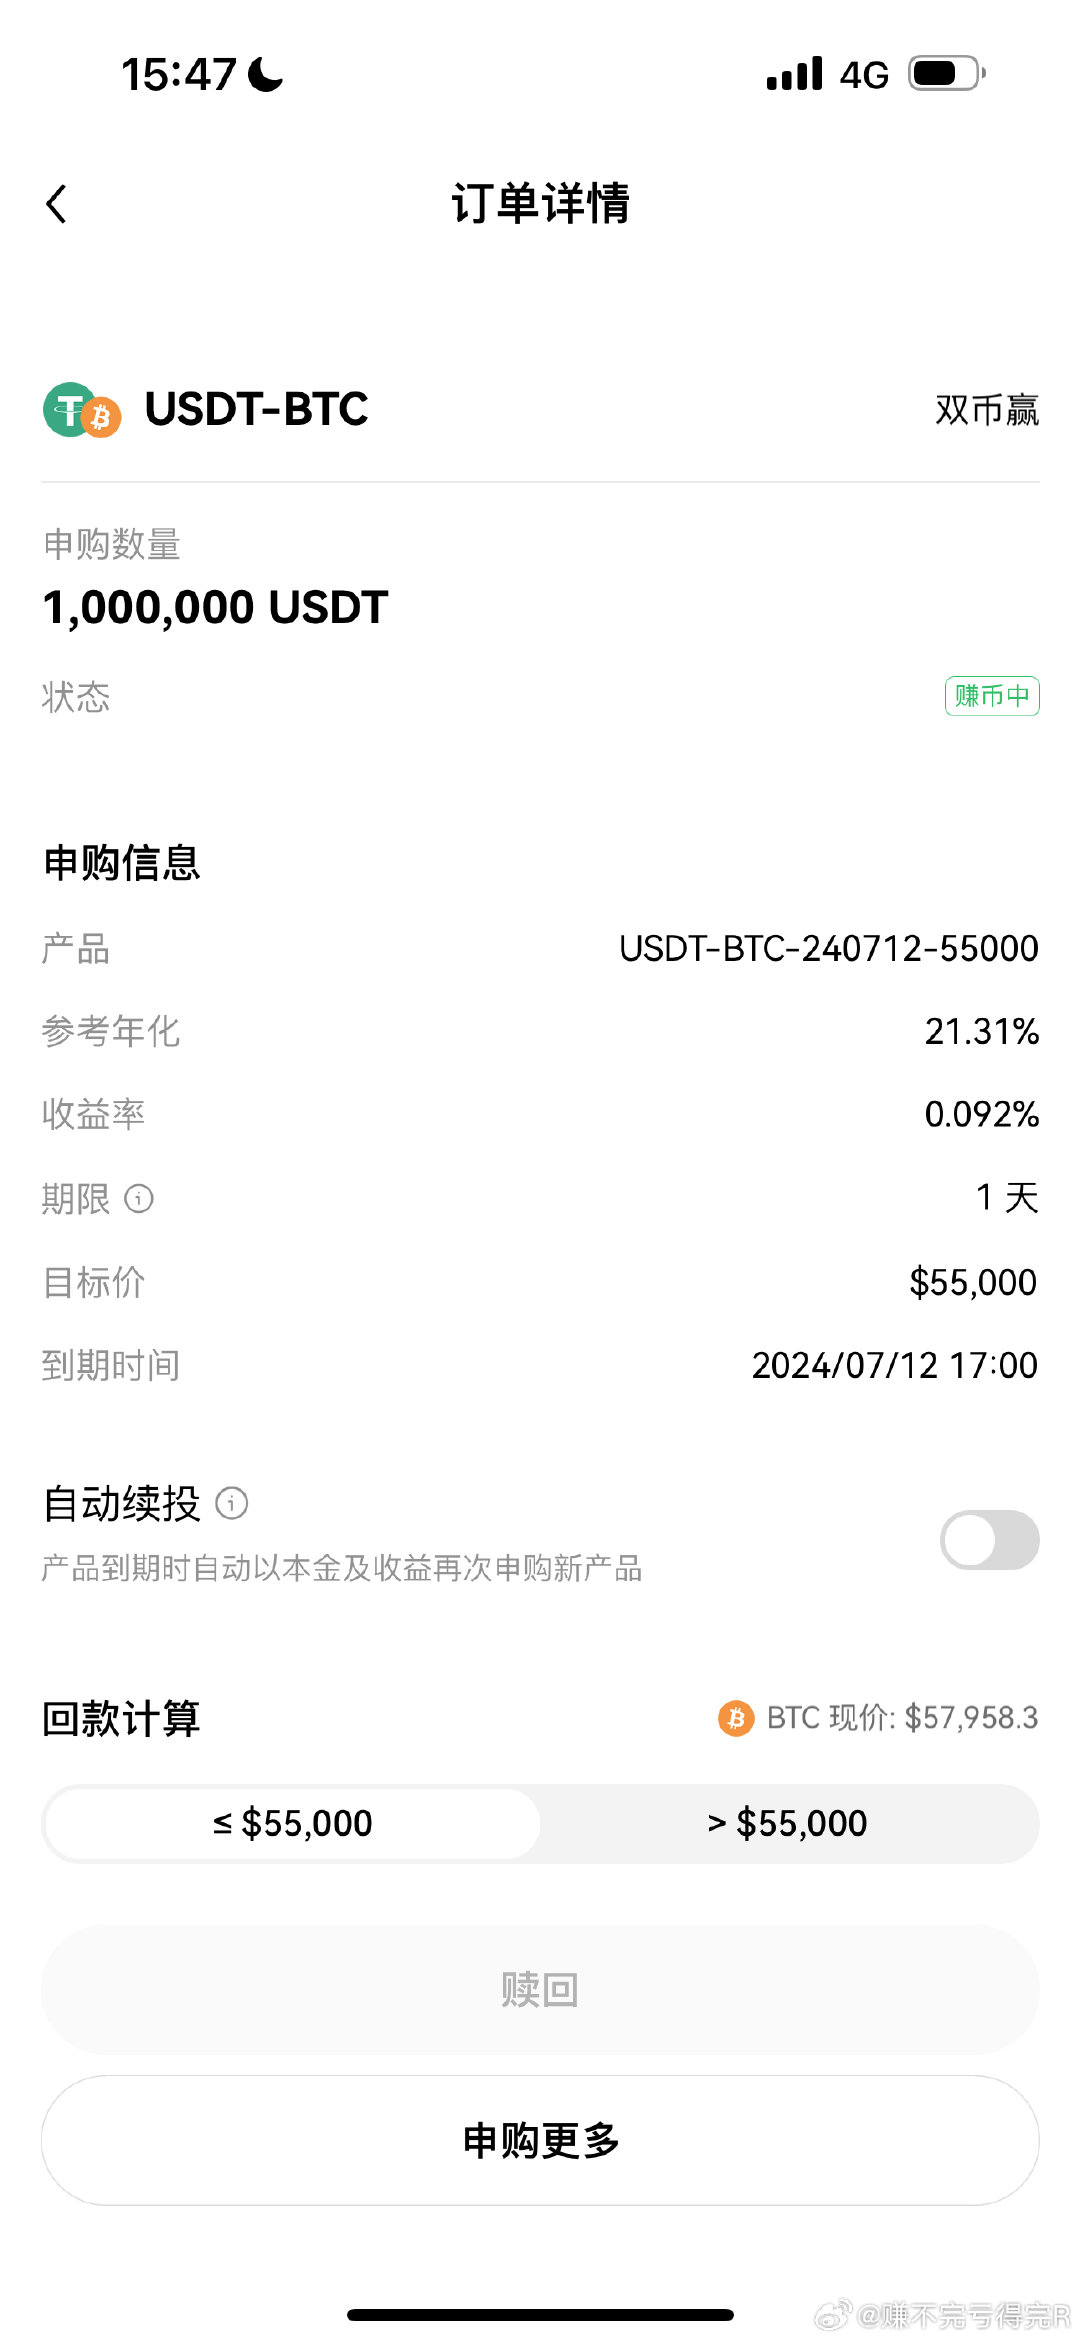 15:47 4G
订单详情
USDT-BTC 双币赢
申购数量
1,000,000 USDT
状态 赚币中
申购信息
产品 USDT-BTC-240712-55000
参考年化 21.31%
收益率 0.092%
期限 1 天
目标价 $55,000
到期时间 2024/07/12 17:00
自动续投
产品到期时自动以本金及收益再次申购新产品
回款计算 BTC 现价: $57,958.3
≤ $55,000 > $55,000
赎回
申购更多
@赚不完亏得完R